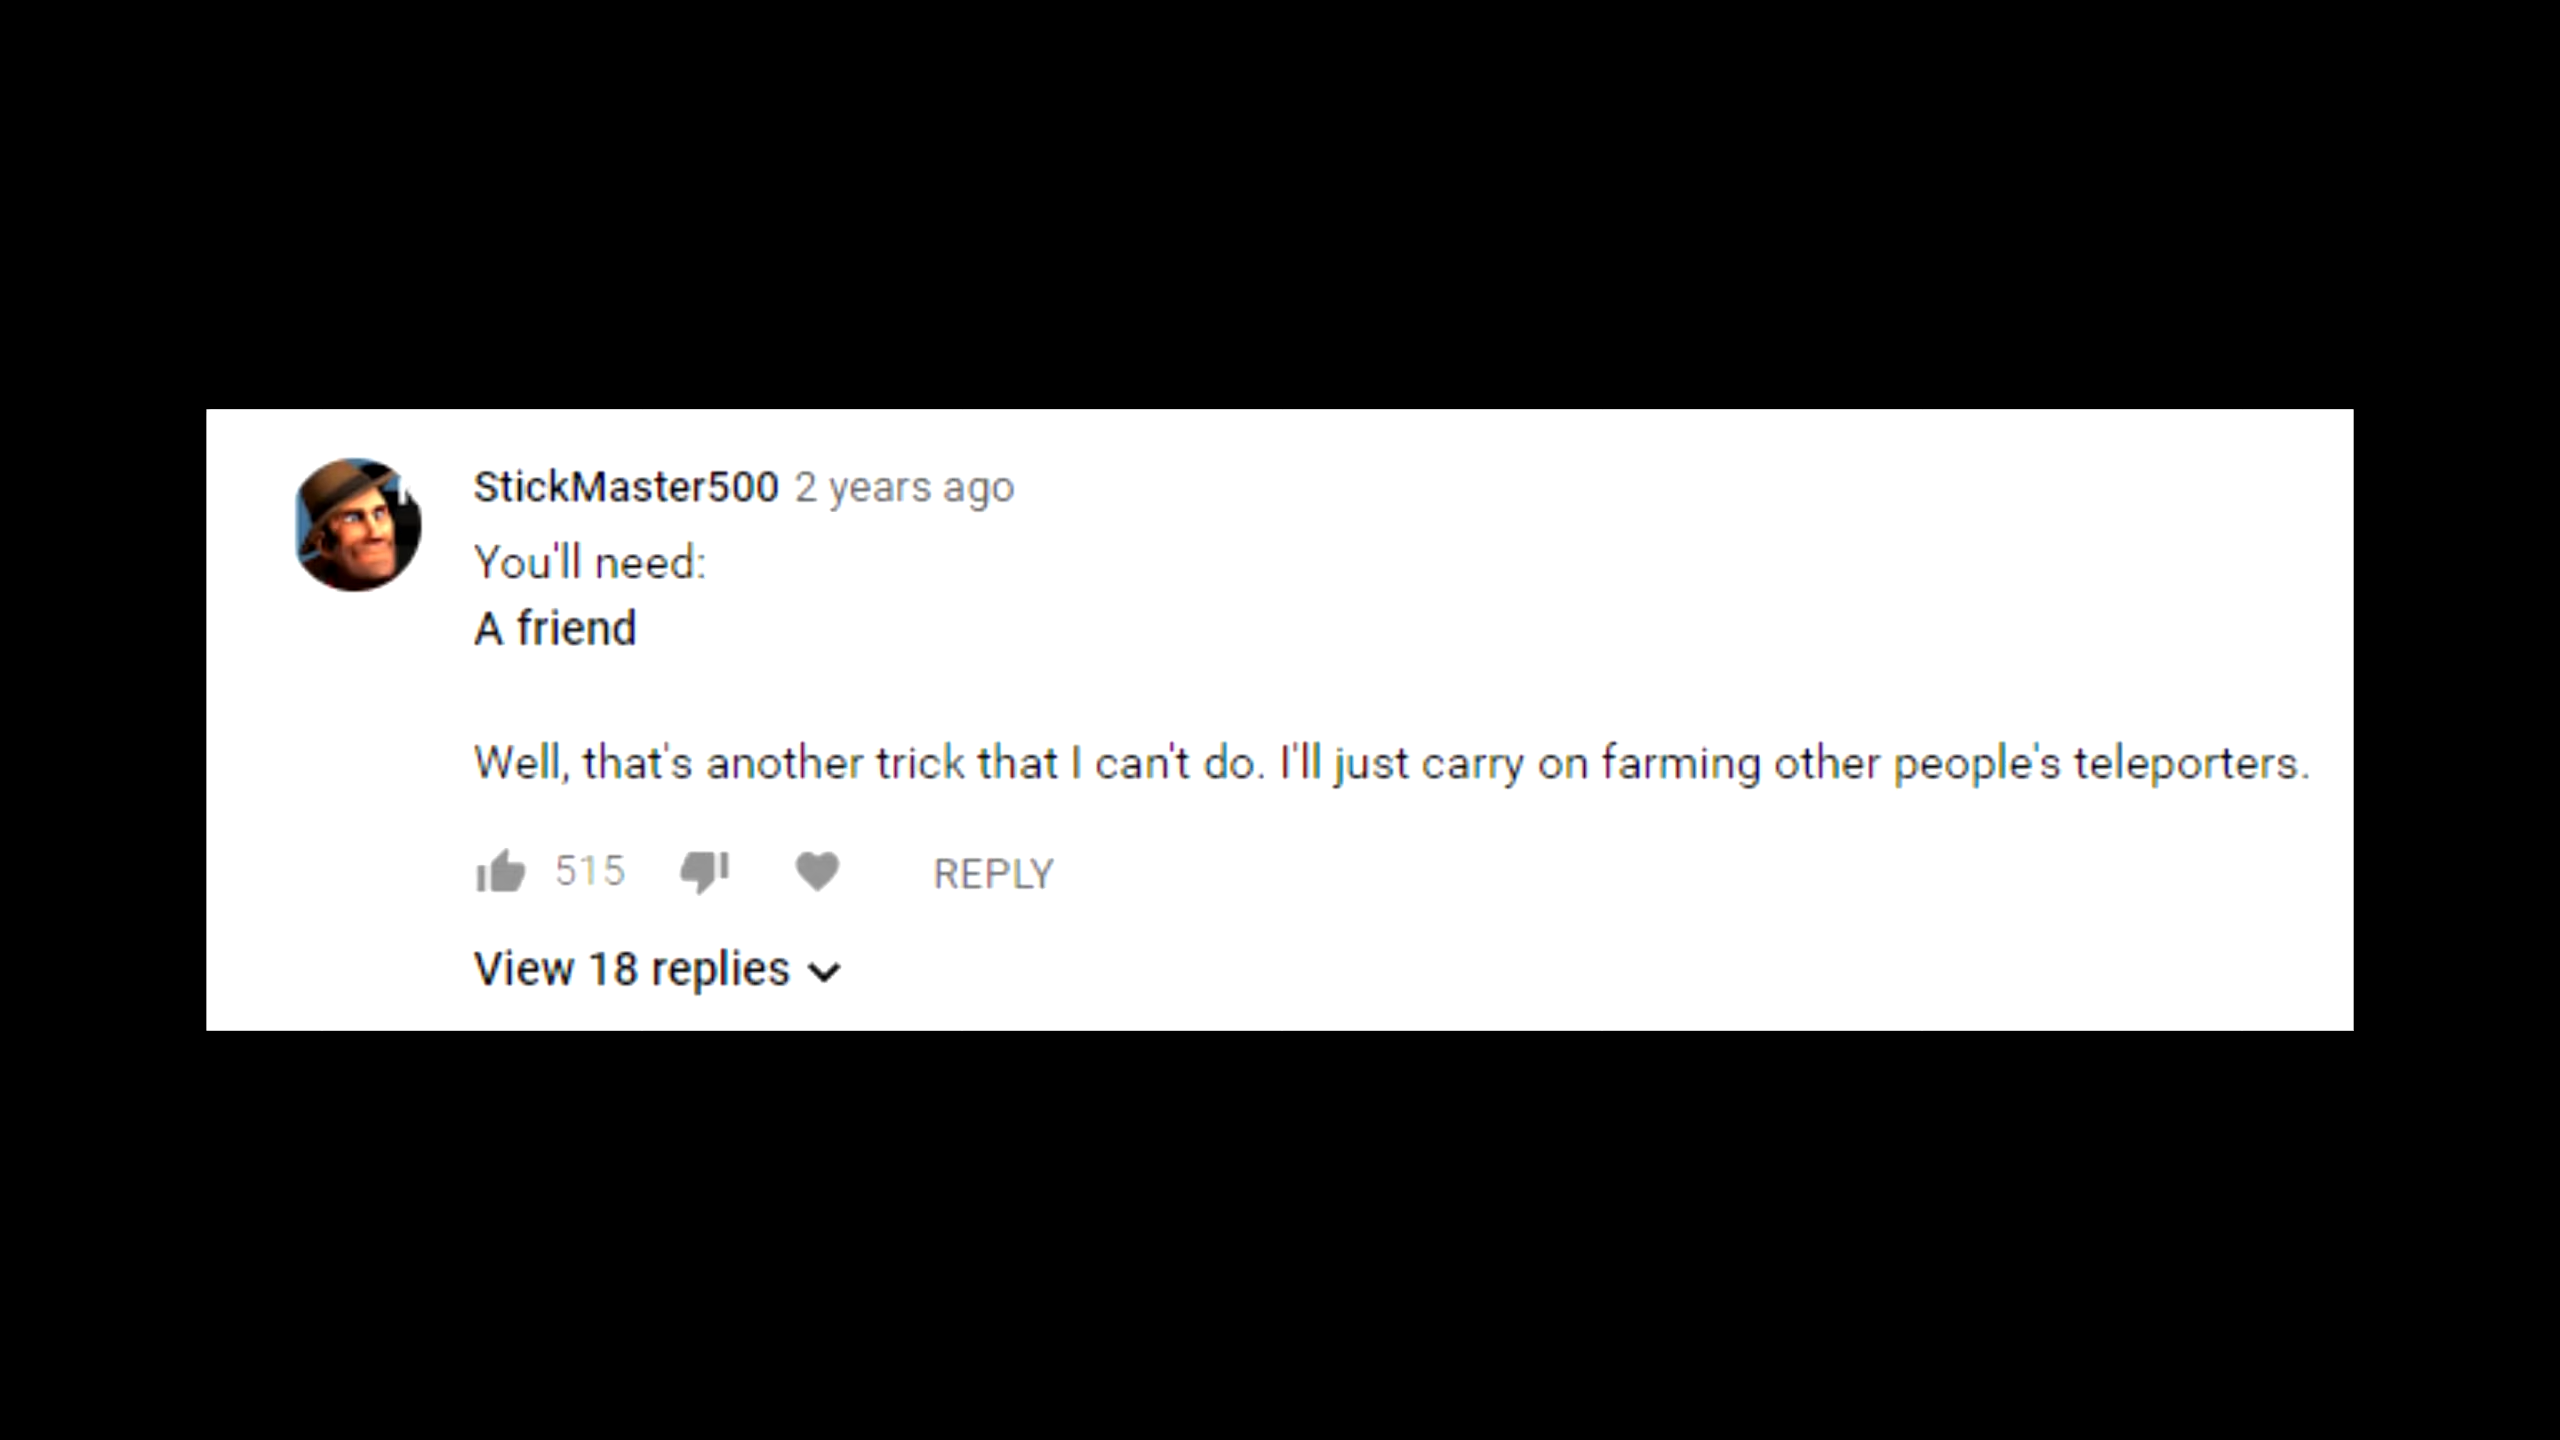 StickMaster500 2 years ago
You'll need:
A friend
Well, that's another trick that I can't do. I'll just carry on farming other people's teleporters.
515 REPLY
View 18 replies